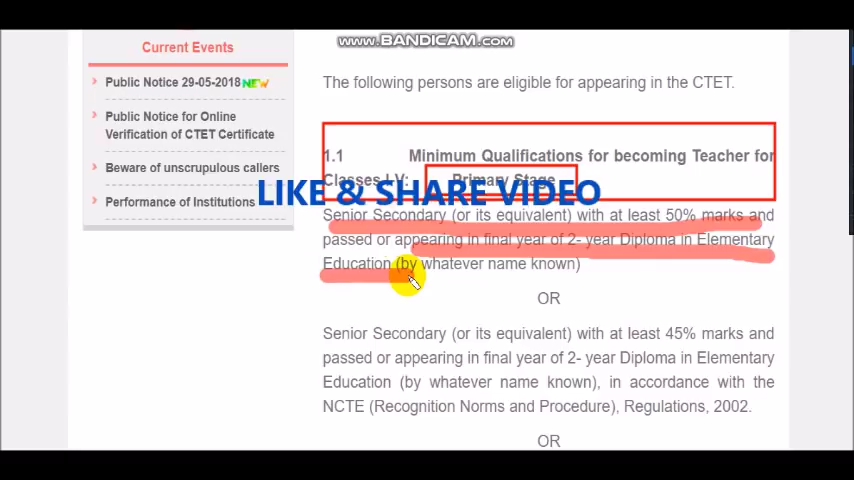 www.BANDICAM.com
Current Events
Public Notice 29-05-2018 NEW
Public Notice for Online
Verification of CTET Certificate
Beware of unscrupulous callers
Performance of Institutions
The following persons are eligible for appearing in the CTET.
1.1 Minimum Qualifications for becoming Teacher for
Classes I-V: Primary Stage
LIKE & SHARE VIDEO
Senior Secondary (or its equivalent) with at least 50% marks and
passed or appearing in final year of 2- year Diploma in Elementary
Education (by whatever name known)
OR
Senior Secondary (or its equivalent) with at least 45% marks and
passed or appearing in final year of 2- year Diploma in Elementary
Education (by whatever name known), in accordance with the
NCTE (Recognition Norms and Procedure), Regulations, 2002.
OR